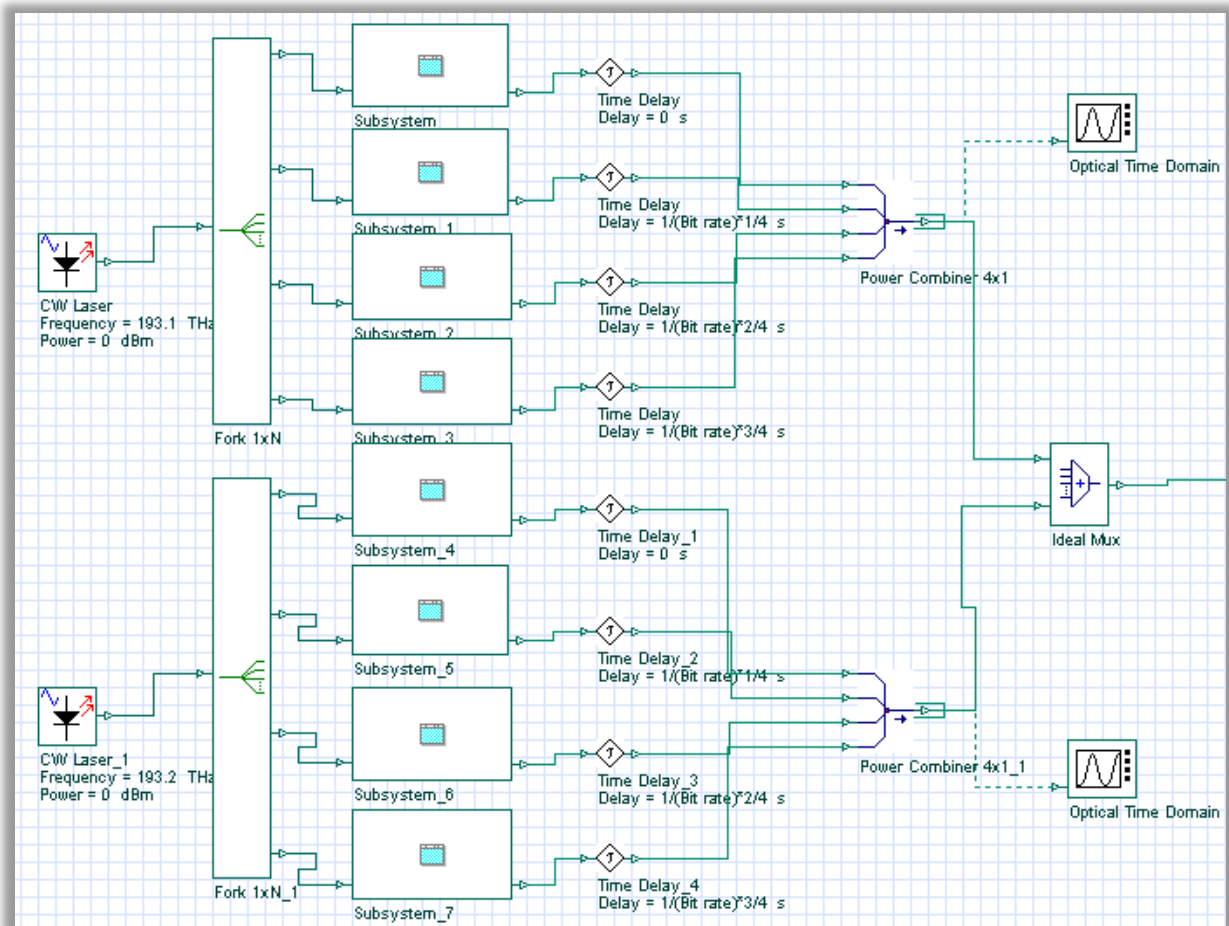 Subsystem
Time Delay
Delay = 0 s
Optical Time Domain
Subsystem_1
Time Delay
Delay = 1/(Bit rate)*1/4 s
CW Laser
Frequency = 193.1 THz
Power = 0 dBm
Power Combiner 4x1
Subsystem_2
Time Delay
Delay = 1/(Bit rate)*2/4 s
Fork 1xN
Subsystem_3
Time Delay
Delay = 1/(Bit rate)*3/4 s
Subsystem_4
Time Delay_1
Delay = 0 s
Ideal Mux
Subsystem_5
Time Delay_2
Delay = 1/(Bit rate)*1/4 s
CW Laser_1
Frequency = 193.2 THz
Power = 0 dBm
Subsystem_6
Time Delay_3
Delay = 1/(Bit rate)*2/4 s
Power Combiner 4x1_1
Optical Time Domain
Fork 1xN_1
Subsystem_7
Time Delay_4
Delay = 1/(Bit rate)*3/4 s